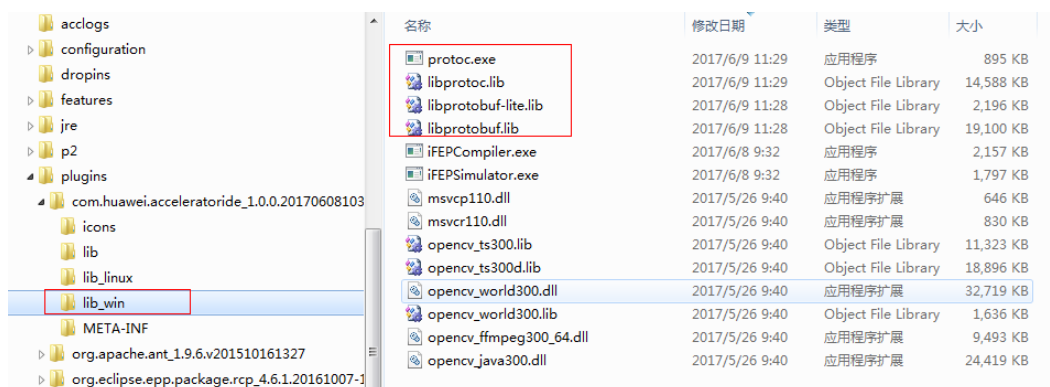 acclogs
configuration
dropins
features
jre
p2
plugins
com.huawei.acceleratoride_1.0.0.20170608103
icons
lib
lib_linux
lib_win
META-INF
org.apache.ant_1.9.6.v201510161327
org.eclipse.epp.package.rcp_4.6.1.20161007-1
名称 修改日期 类型 大小
protoc.exe 2017/6/9 11:29 应用程序 895 KB
libprotoc.lib 2017/6/9 11:29 Object File Library 14,588 KB
libprotobuf-lite.lib 2017/6/9 11:28 Object File Library 2,196 KB
libprotobuf.lib 2017/6/9 11:28 Object File Library 19,100 KB
iFEPCompiler.exe 2017/6/8 9:32 应用程序 2,157 KB
iFEPSimulator.exe 2017/6/8 9:32 应用程序 1,797 KB
msvcp110.dll 2017/5/26 9:40 应用程序扩展 646 KB
msvcr110.dll 2017/5/26 9:40 应用程序扩展 830 KB
opencv_ts300.lib 2017/5/26 9:40 Object File Library 11,323 KB
opencv_ts300d.lib 2017/5/26 9:40 Object File Library 18,896 KB
opencv_world300.dll 2017/5/26 9:40 应用程序扩展 32,719 KB
opencv_world300.lib 2017/5/26 9:40 Object File Library 1,636 KB
opencv_ffmpeg300_64.dll 2017/5/26 9:40 应用程序扩展 9,493 KB
opencv_java300.dll 2017/5/26 9:40 应用程序扩展 24,419 KB